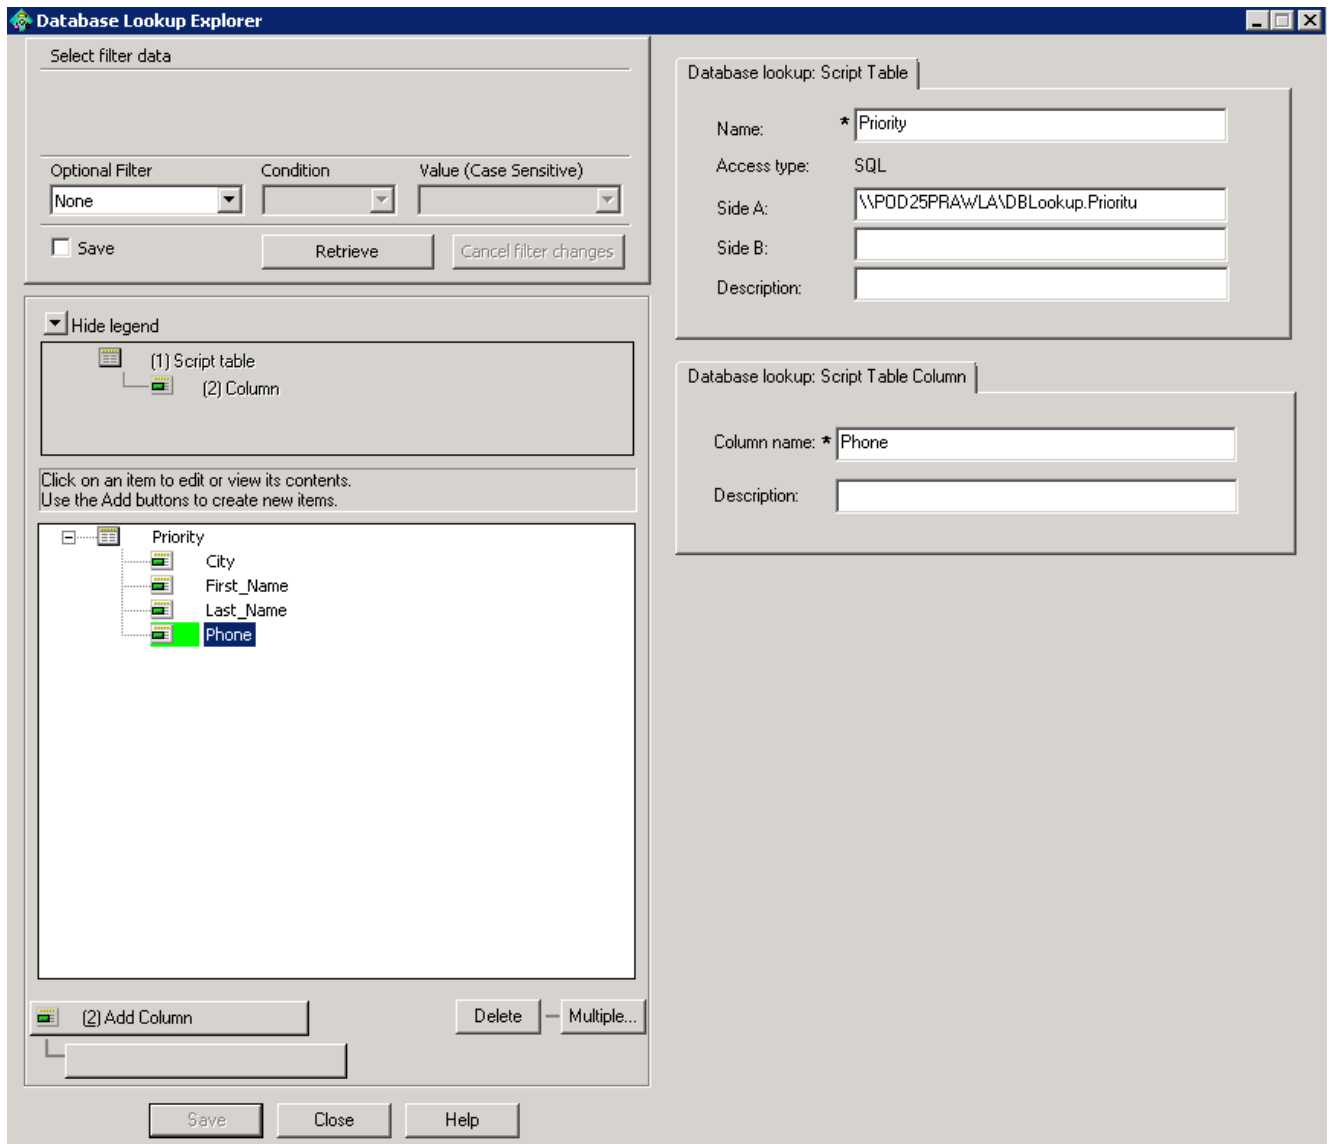 Database Lookup Explorer
Select filter data
Optional Filter
Condition
Value (Case Sensitive)
None
Save
Retrieve
Cancel filter changes
Hide legend
(1) Script table
(2) Column
Click on an item to edit or view its contents.
Use the Add buttons to create new items.
Priority
City
First_Name
Last_Name
Phone
(2) Add Column
Delete
Multiple...
Save
Close
Help
Database lookup: Script Table
Name: * Priority
Access type: SQL
Side A: \\POD25PRAWLA\DBLookup.Prioritu
Side B:
Description:
Database lookup: Script Table Column
Column name: * Phone
Description: